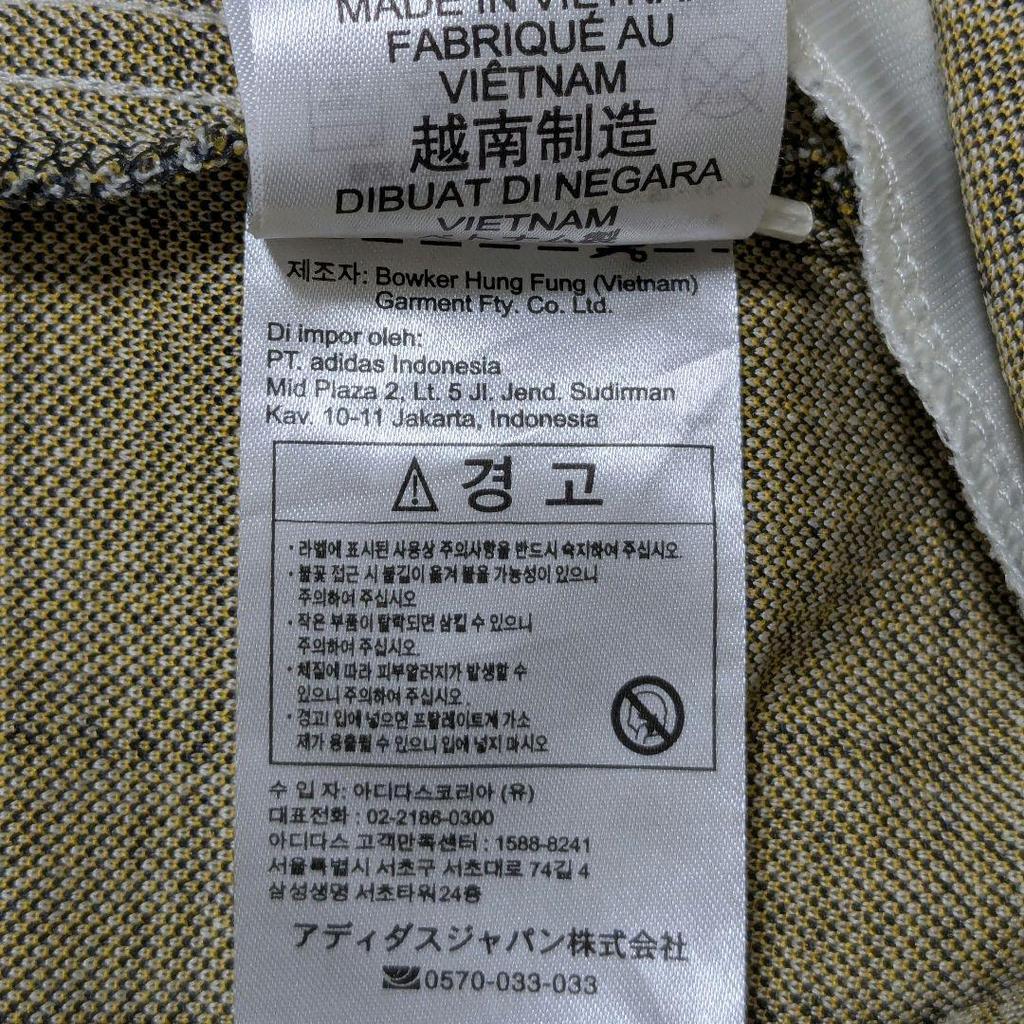 MADE IN VIETNA
FABRIQUÉ AU
VIÊTNAM
越南制造
DIBUAT DI NEGARA
VIETNAM
제조자: Bowker Hung Fung (Vietnam)
Garment Fty. Co. Ltd.
Di impor oleh:
PT. adidas Indonesia
Mid Plaza 2, Lt. 5 Jl. Jend. Sudirman
Kav. 10-11 Jakarta, Indonesia
경 고
· 라벨에 표시된 사용상 주의사항을 반드시 숙지하여 주십시오.
· 불꽃 접근 시 불길이 옮겨 붙을 가능성이 있으니
주의하여 주십시오
· 작은 부품이 탈락되면 삼킬 수 있으니
주의하여 주십시오.
· 체질에 따라 피부알러지가 발생할 수
있으니 주의하여 주십시오.
· 경고! 입에 넣으면 프탈레이트계 가소
제가 용출될 수 있으니 입에 넣지 마시오
수 입 자: 아디다스코리아 (유)
대표전화 : 02-2186-0300
아디다스 고객만족센터 : 1588-8241
서울특별시 서초구 서초대로 74길 4
삼성생명 서초타워24층
アディダスジャパン株式会社
0570-033-033